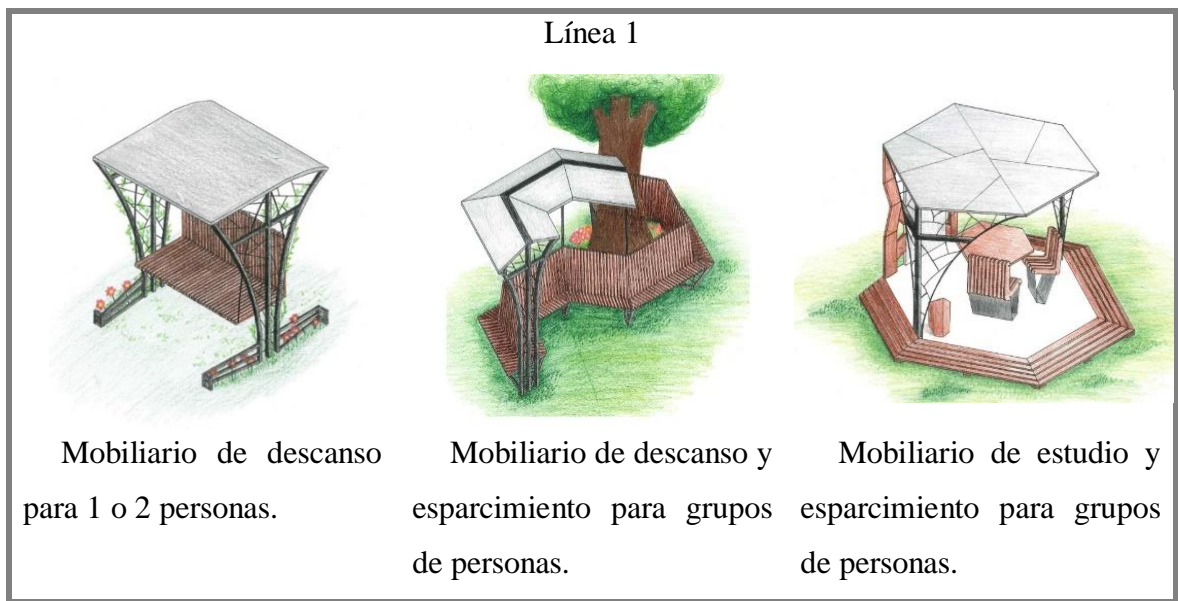 Línea 1
Mobiliario de descanso
para 1 o 2 personas.
Mobiliario de descanso y
esparcimiento para grupos
de personas.
Mobiliario de estudio y
esparcimiento para grupos
de personas.